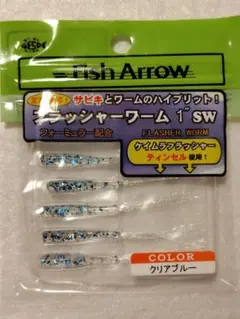 Fish Arrow
サビキとワームのハイブリット!
フラッシャーワーム 1" SW
フォーミュラー配合 FLASHER WORM
ケイムラフラッシャー
ティンセル使用!
COLOR
クリアブルー